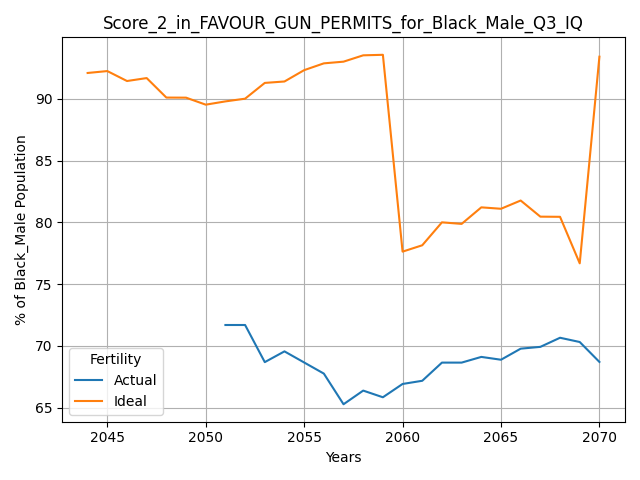 Score_2_in_FAVOUR_GUN_PERMITS_for_Black_Male_Q3_IQ
% of Black_Male Population
90
85
80
75
70
65
Fertility
Actual
Ideal
2045 2050 2055 2060 2065 2070
Years